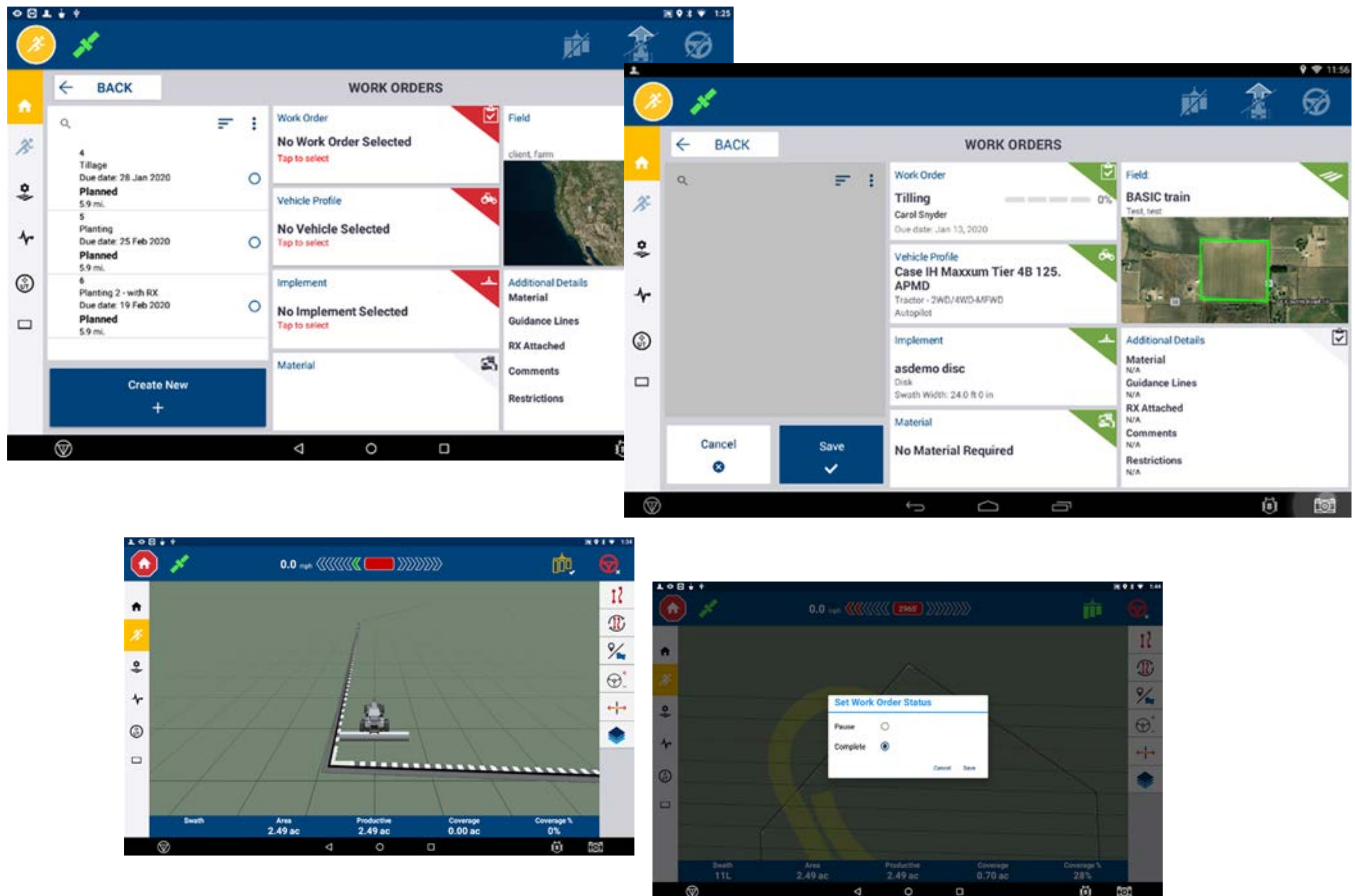 1:25
BACK
WORK ORDERS
4
Tillage
Due date: 28 Jan 2020
Planned
5.9 mi.
5
Planting
Due date: 25 Feb 2020
Planned
5.9 mi.
6
Planting 2 - with RX
Due date: 19 Feb 2020
Planned
5.9 mi.
Create New
+
Work Order
No Work Order Selected
Tap to select
Vehicle Profile
No Vehicle Selected
Tap to select
Implement
No Implement Selected
Tap to select
Material
Field
client, farm
Additional Details
Material
Guidance Lines
RX Attached
Comments
Restrictions
11:56
BACK
WORK ORDERS
Cancel
Save
Work Order
Tilling
0%
Carol Snyder
Due date: Jan 13, 2020
Vehicle Profile
Case IH Maxxum Tier 4B 125.
APMD
Tractor - 2WD/4WD-MFWD
Autopilot
Implement
asdemo disc
Disk
Swath Width: 24.0 ft 0 in
Material
No Material Required
Field:
BASIC train
Test, test
Additional Details
Material
N/A
Guidance Lines
N/A
RX Attached
N/A
Comments
N/A
Restrictions
N/A
1:34
0.0 mph
Swath
Area
2.49 ac
Productive
2.49 ac
Coverage
0.00 ac
Coverage %
0%
1:44
0.0 mph
2965'
Set Work Order Status
Pause
Complete
Cancel Save
Swath
11L
Area
2.49 ac
Productive
2.49 ac
Coverage
0.70 ac
Coverage %
28%